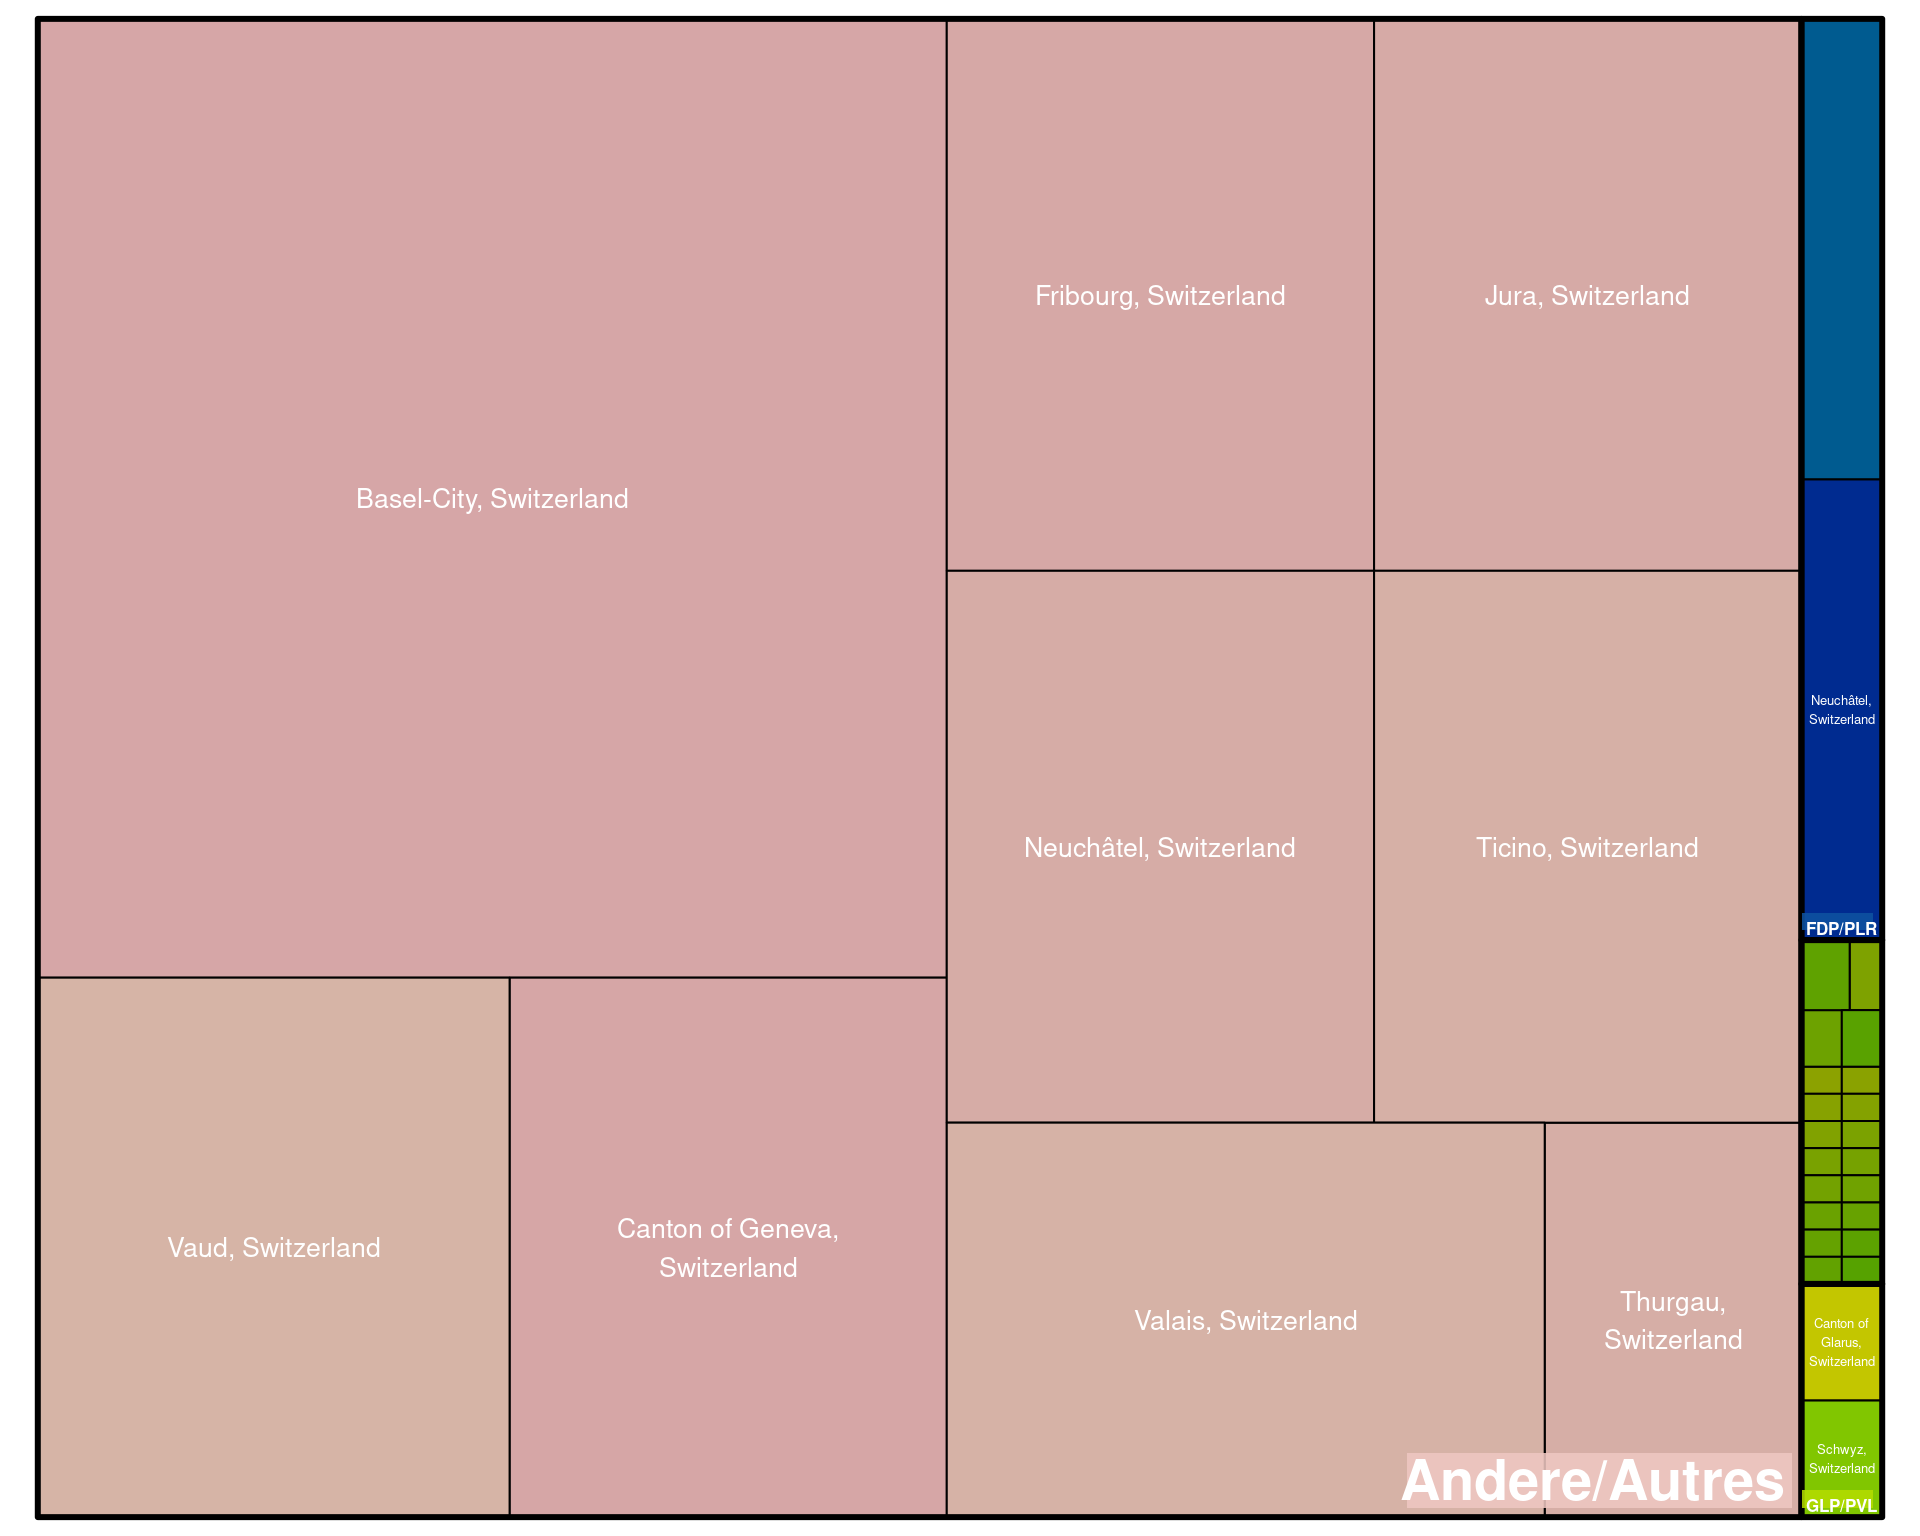 Basel-City, Switzerland
Fribourg, Switzerland
Jura, Switzerland
Neuchâtel, Switzerland
Ticino, Switzerland
Vaud, Switzerland
Canton of Geneva,
Switzerland
Valais, Switzerland
Thurgau,
Switzerland
Andere/Autres
Neuchâtel,
Switzerland
FDP/PLR
Canton of
Glarus,
Switzerland
Schwyz,
Switzerland
GLP/PVL